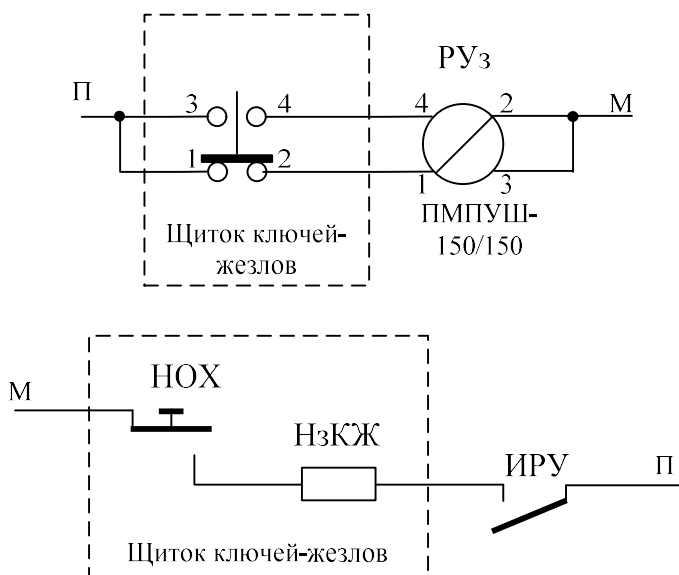 РУз
П
3
4
4
2
М
1
2
1
3
ПМПУШ-
150/150
Щиток ключей-
жезлов
НОХ
М
НзКЖ
ИРУ
П
Щиток ключей-жезлов